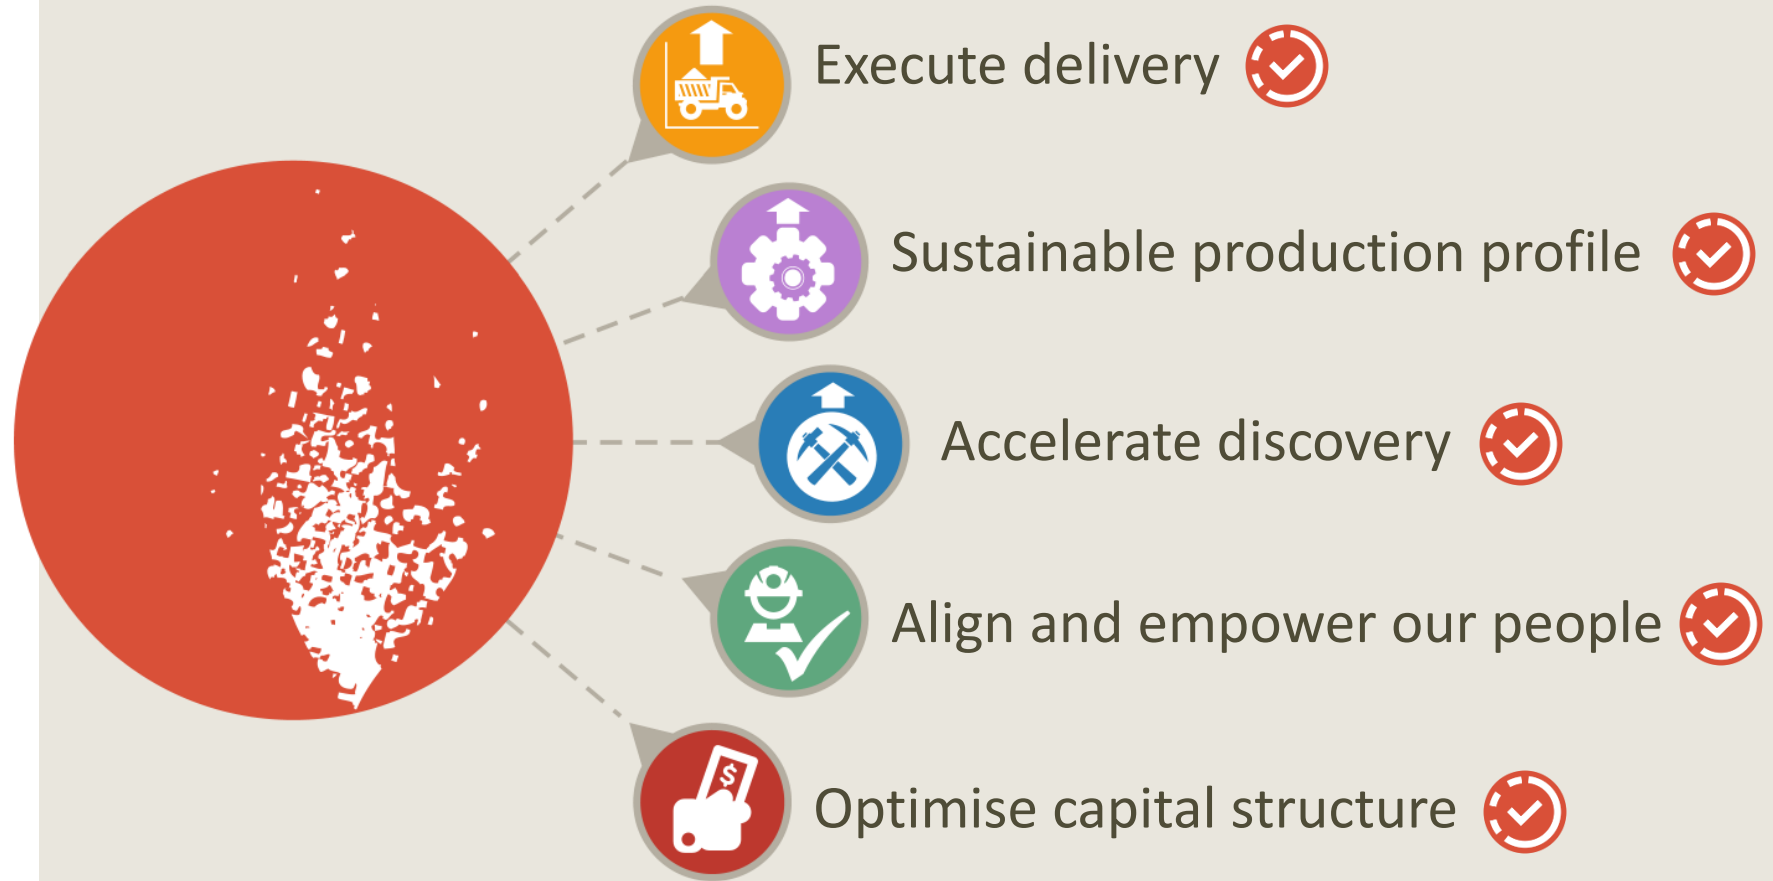 Execute delivery
Sustainable production profile
Accelerate discovery
Align and empower our people
$
Optimise capital structure